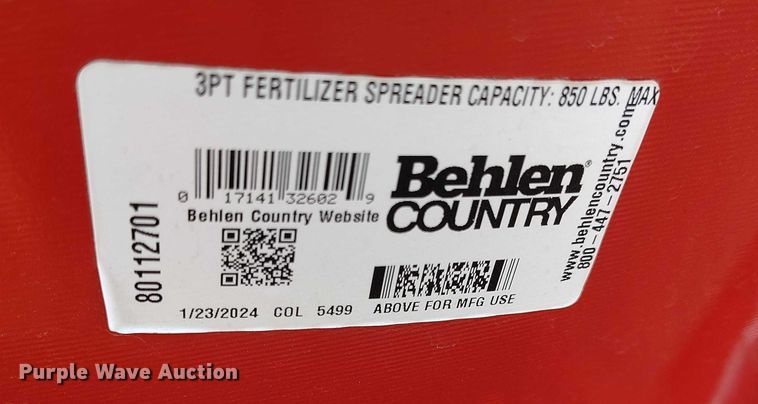 3PT FERTILIZER SPREADER CAPACITY: 850 LBS. MAX
0 17141 32602 9
Behlen Country Website
Behlen®
COUNTRY
www.behlencountry.com
800-447-2751
80112701
1/23/2024 COL 5499
ABOVE FOR MFG USE
Purple Wave Auction